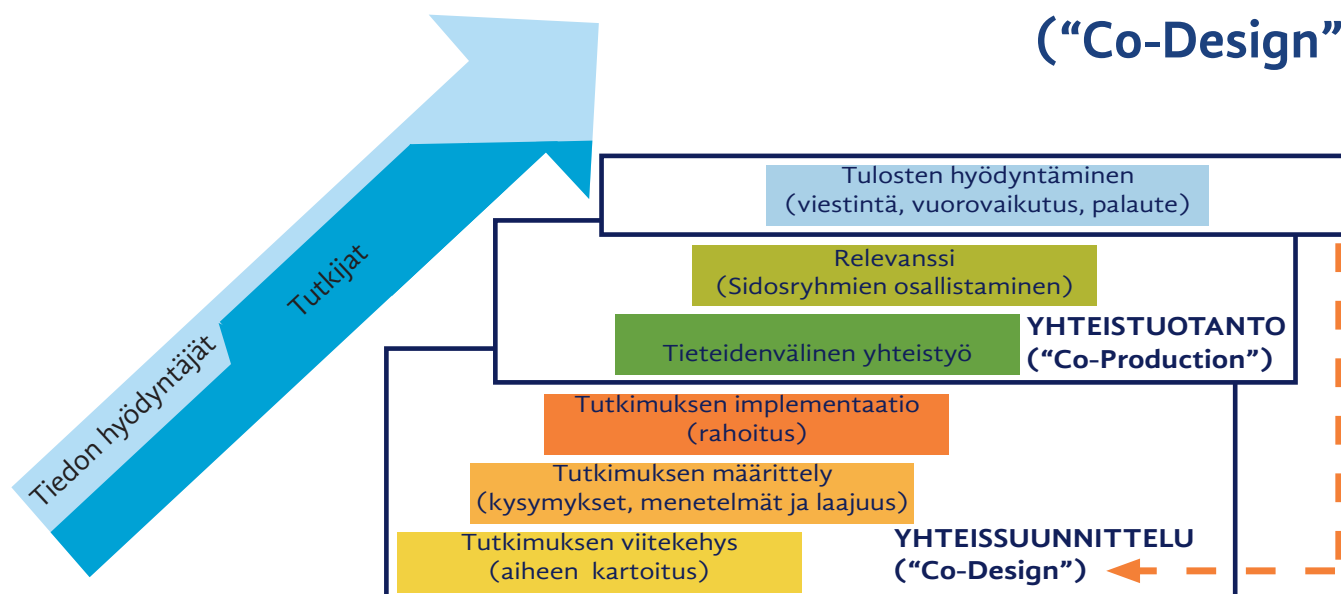 (“Co-Design”
Tulosten hyödyntäminen
(viestintä, vuorovaikutus, palaute)
Relevanssi
(Sidosryhmien osallistaminen)
Tieteidenvälinen yhteistyö
YHTEISTUOTANTO
(“Co-Production”)
Tutkimuksen implementaatio
(rahoitus)
Tutkimuksen määrittely
(kysymykset, menetelmät ja laajuus)
Tutkimuksen viitekehys
(aiheen kartoitus)
YHTEISSUUNNITTELU
(“Co-Design”)
Tiedon hyödyntäjät
Tutkijat